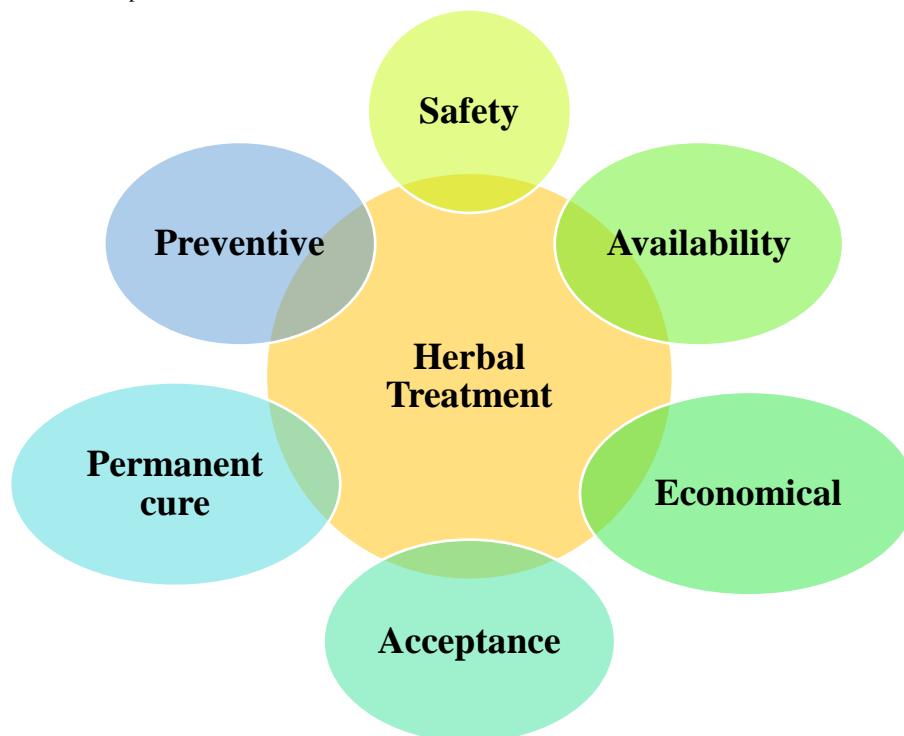 Safety
Availability
Preventive
Herbal
Treatment
Permanent
cure
Economical
Acceptance